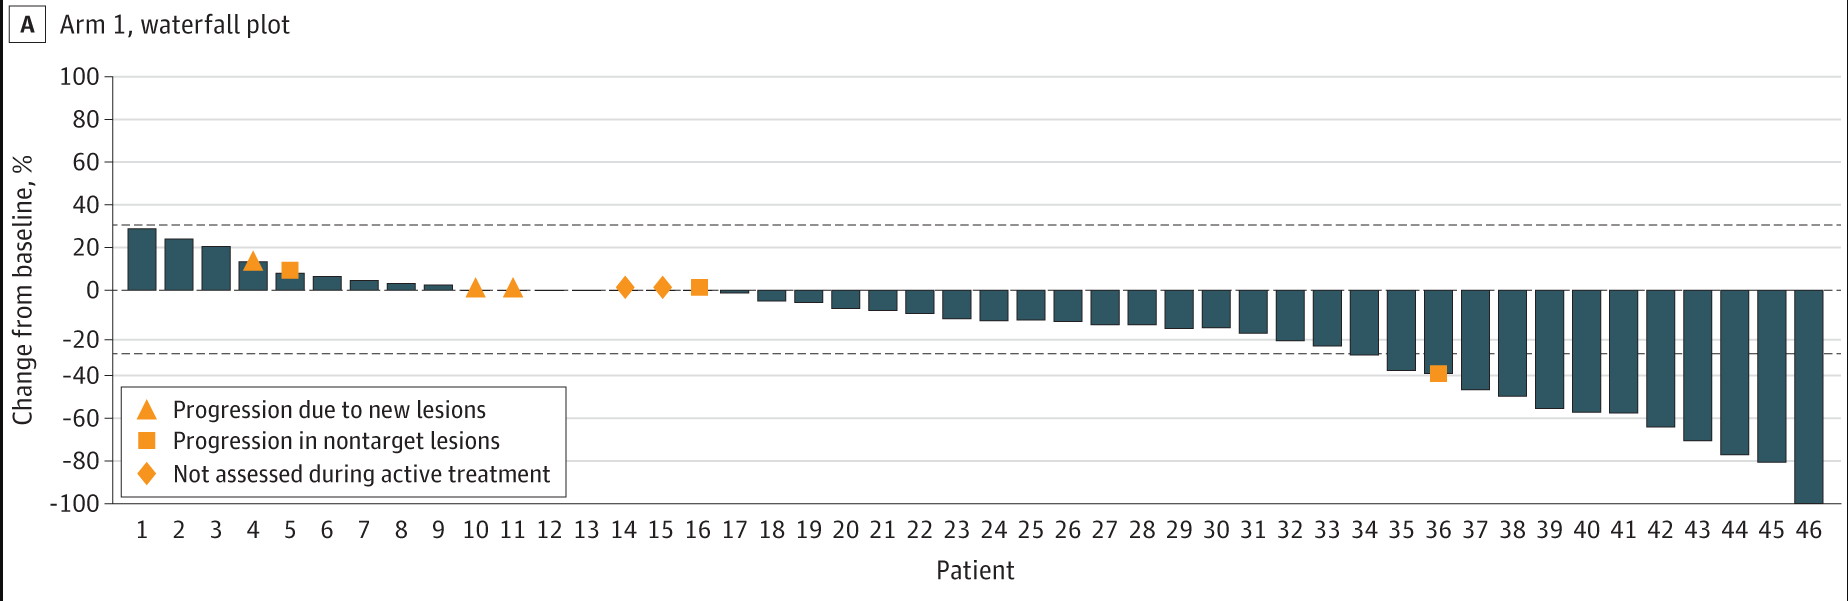 A Arm 1, waterfall plot
Change from baseline, %
100
80
60
40
20
0
-20
-40
-60
-80
-100
Progression due to new lesions
Progression in nontarget lesions
Not assessed during active treatment
1 2 3 4 5 6 7 8 9 10 11 12 13 14 15 16 17 18 19 20 21 22 23 24 25 26 27 28 29 30 31 32 33 34 35 36 37 38 39 40 41 42 43 44 45 46
Patient